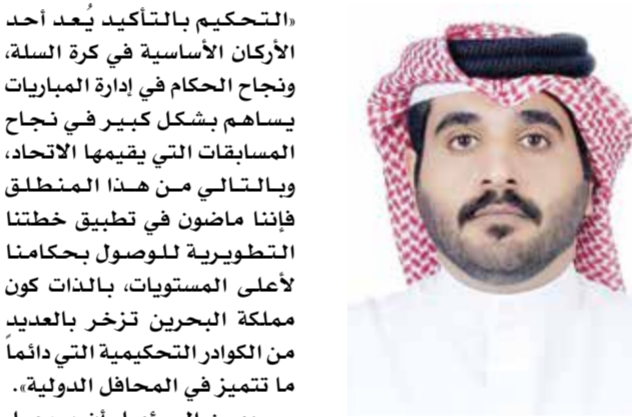 «التحكيم بالتأكيد يُعد أحد
الأركان الأساسية في كرة السلة،
ونجاح الحكام في إدارة المباريات
يساهم بشكل كبير في نجاح
المسابقات التي يقيمها الاتحاد،
وبالتالي من هذا المنطلق
فإننا ماضون في تطبيق خطتنا
التطويرية للوصول بحكامنا
لأعلى المستويات، بالذات كون
مملكة البحرين تزخر بالعديد
من الكوادر التحكيمية التي دائماً
ما تتميز في المحافل الدولية».